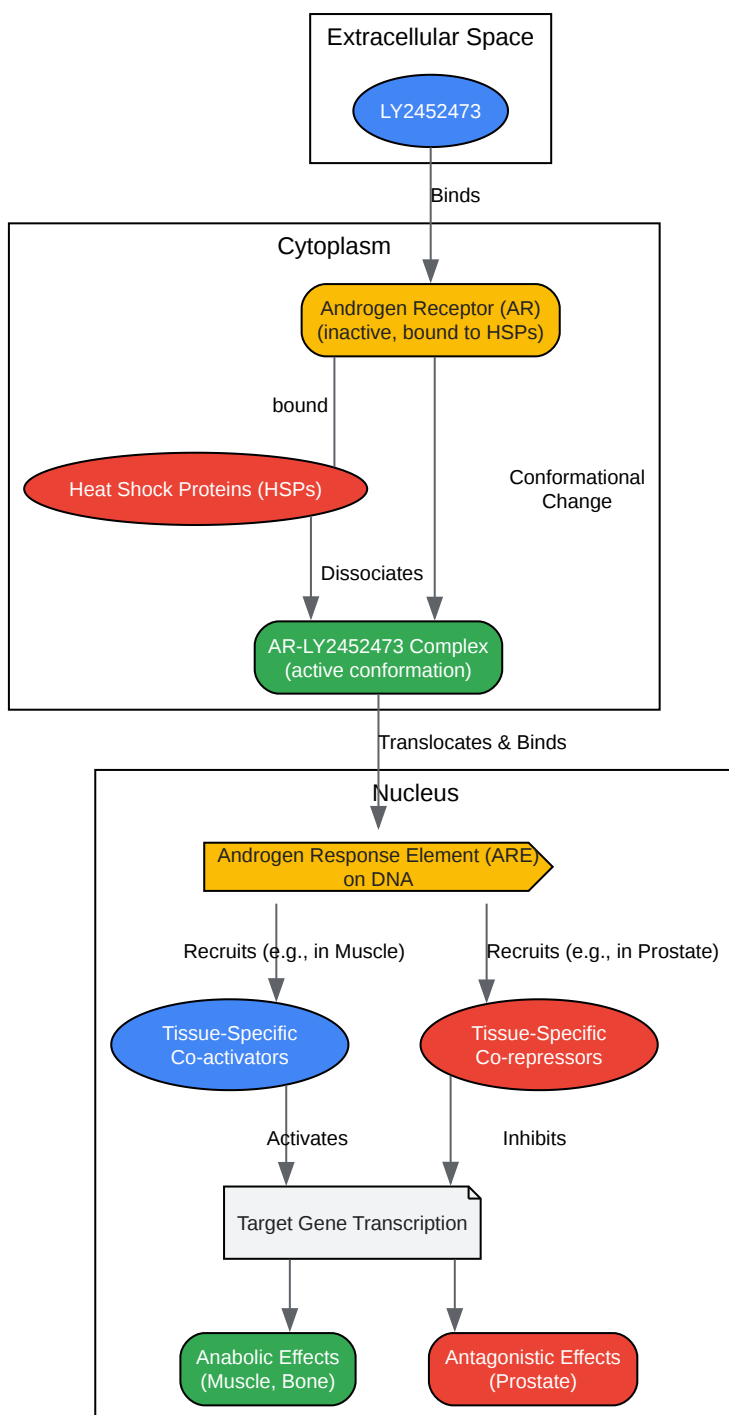 Extracellular Space
LY2452473
Binds
Cytoplasm
Androgen Receptor (AR)
(inactive, bound to HSPs)
bound
Heat Shock Proteins (HSPs)
Conformational
Change
Dissociates
AR-LY2452473 Complex
(active conformation)
Translocates & Binds
Nucleus
Androgen Response Element (ARE)
on DNA
Recruits (e.g., in Muscle)
Recruits (e.g., in Prostate)
Tissue-Specific
Co-activators
Tissue-Specific
Co-repressors
Activates
Inhibits
Target Gene Transcription
Anabolic Effects
(Muscle, Bone)
Antagonistic Effects
(Prostate)